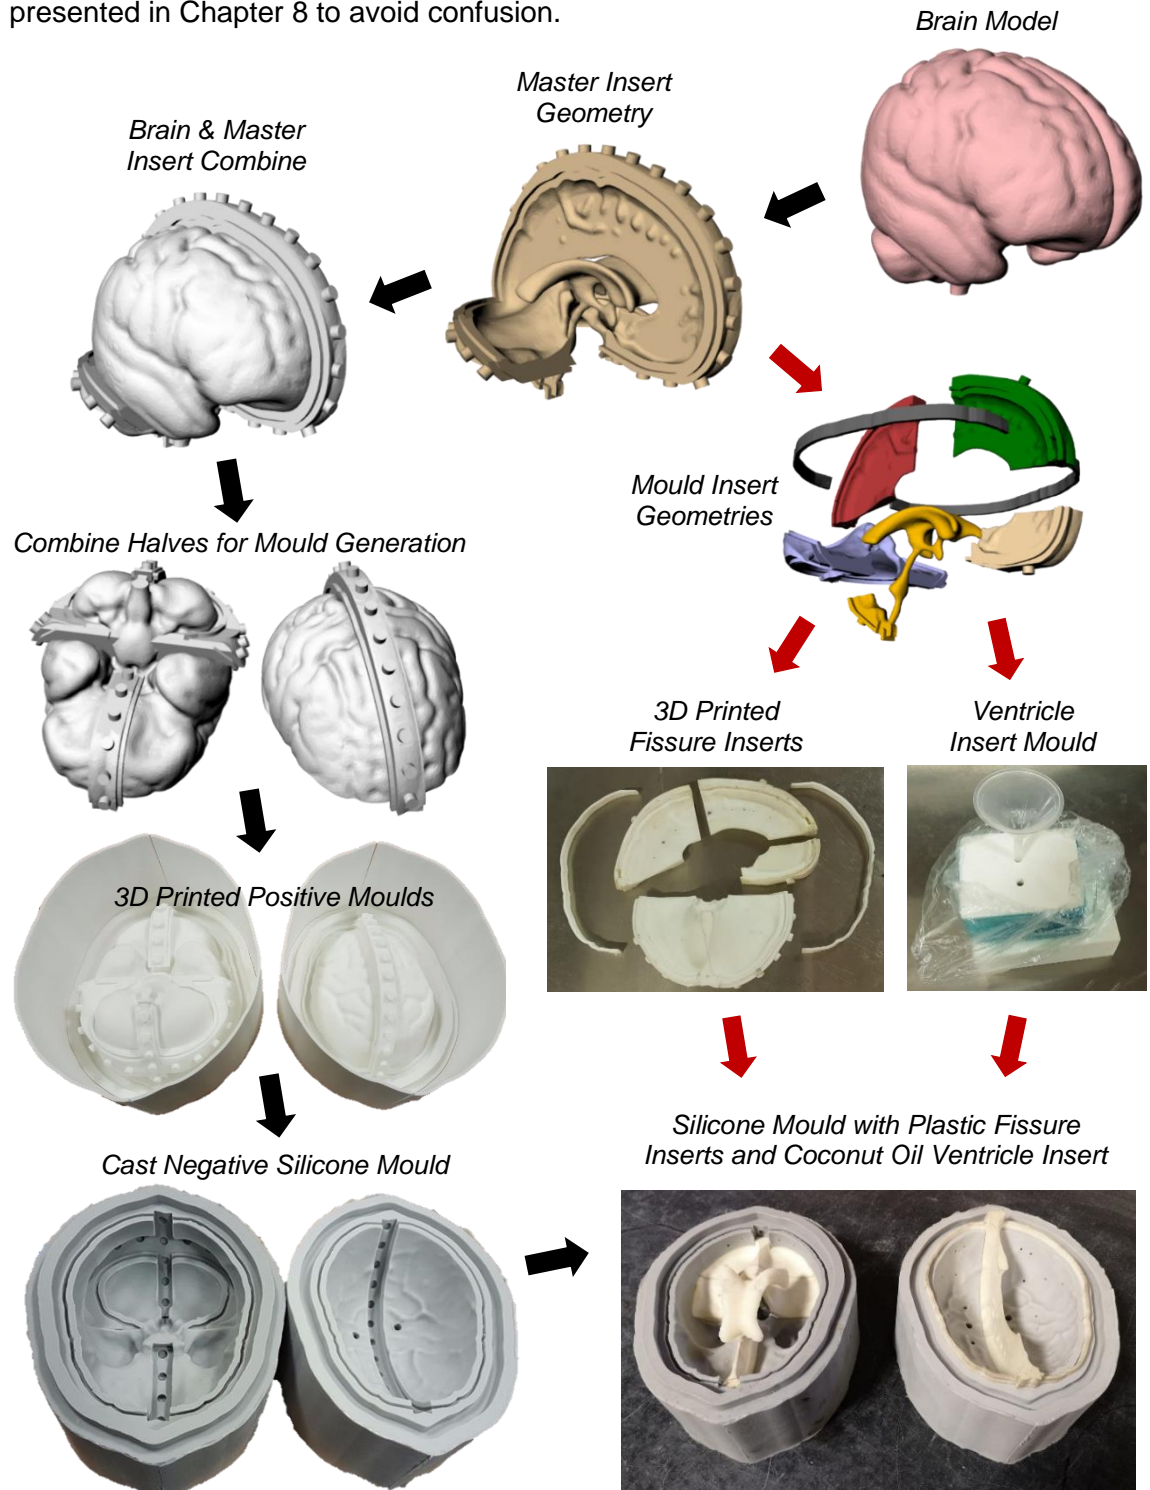 presented in Chapter 8 to avoid confusion.
Brain Model
Master Insert
Geometry
Brain & Master
Insert Combine
Mould Insert
Geometries
Combine Halves for Mould Generation
3D Printed
Fissure Inserts
Ventricle
Insert Mould
3D Printed Positive Moulds
Silicone Mould with Plastic Fissure
Inserts and Coconut Oil Ventricle Insert
Cast Negative Silicone Mould